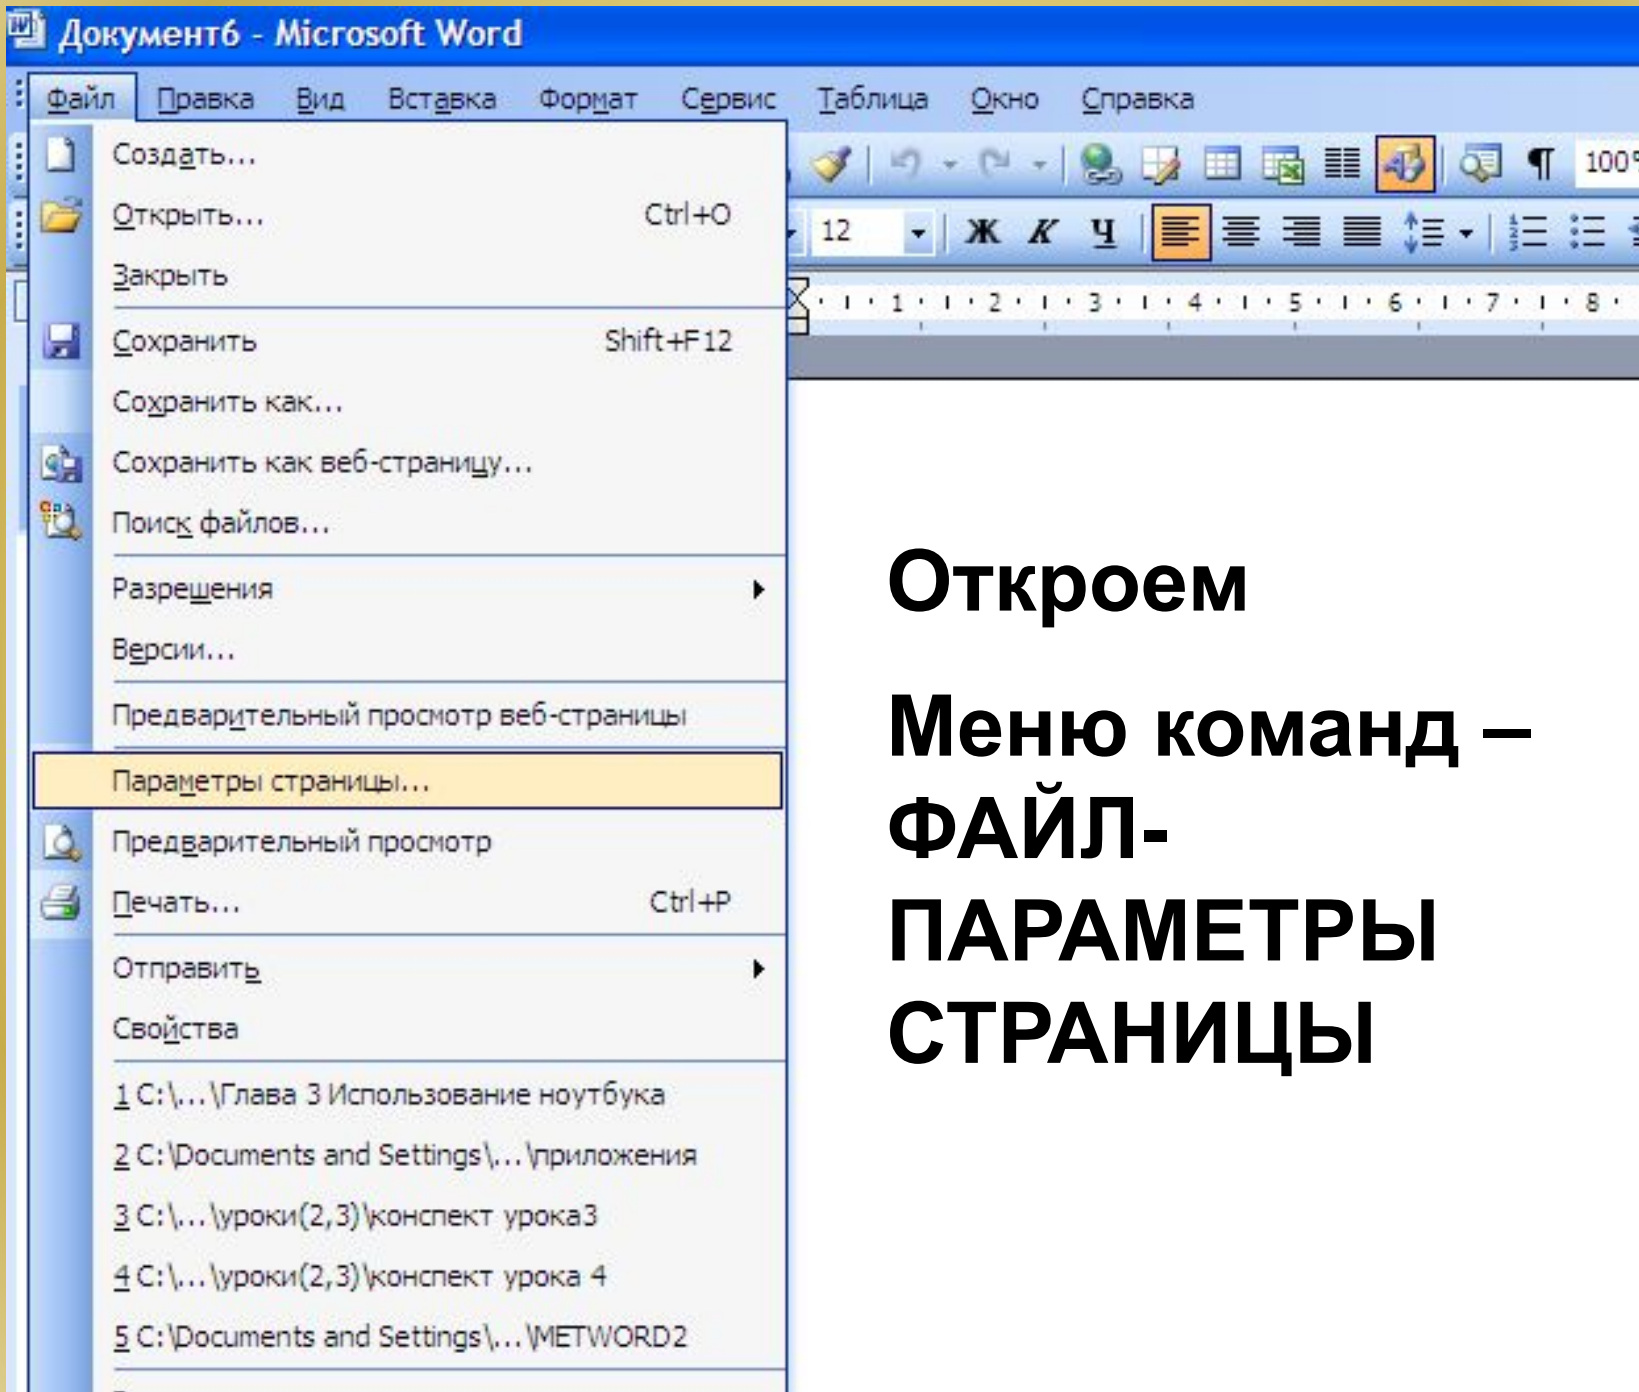 Документ6 - Microsoft Word
Файл Правка Вид Вставка Формат Сервис Таблица Окно Справка
Создать...
100%
Открыть... Ctrl+O
12 Ж К Ч
Закрыть
1 2 3 4 5 6 7 8
Сохранить Shift+F12
Сохранить как...
Сохранить как веб-страницу...
Поиск файлов...
Разрешения
Версии...
Предварительный просмотр веб-страницы
Параметры страницы...
Предварительный просмотр
Печать... Ctrl+P
Отправить
Свойства
1 C:\...\Глава 3 Использование ноутбука
2 C:\Documents and Settings\...\приложения
3 C:\...\уроки(2,3)\конспект урока3
4 C:\...\уроки(2,3)\конспект урока 4
5 C:\Documents and Settings\...\METWORD2
Откроем
Меню команд –
ФАЙЛ-
ПАРАМЕТРЫ
СТРАНИЦЫ